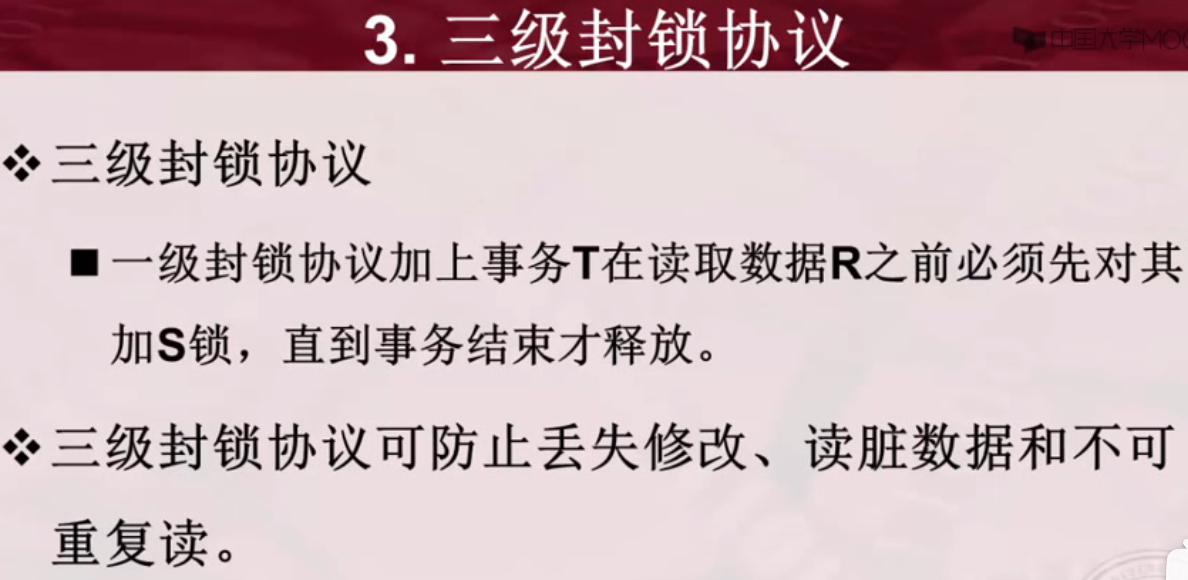 3. 三级封锁协议
中国大学MOO
❖三级封锁协议
■一级封锁协议加上事务T在读取数据R之前必须先对其
加S锁，直到事务结束才释放。
❖三级封锁协议可防止丢失修改、读脏数据和不可
重复读。